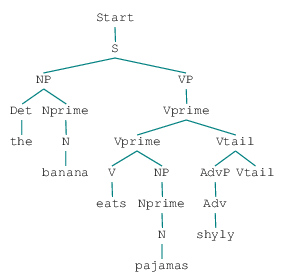 Start
S
NP VP
Det Nprime Vprime
the N Vprime Vtail
banana V NP AdvP Vtail
eats Nprime Adv
N shyly
pajamas